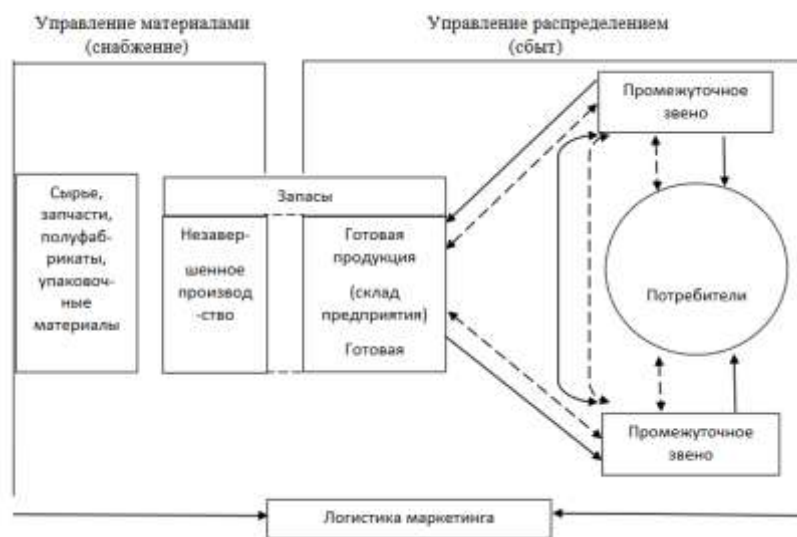 Управление материалами
(снабжение)
Управление распределением
(сбыт)
Промежуточное
звено
Сырье,
запчасти,
полуфаб-
рикаты,
упаковоч-
ные
материалы
Запасы
Незавер-
шенное
производ
-ство
Готовая
продукция
(склад
предприятия)
Готовая
Потребители
Промежуточное
звено
Логистика маркетинга